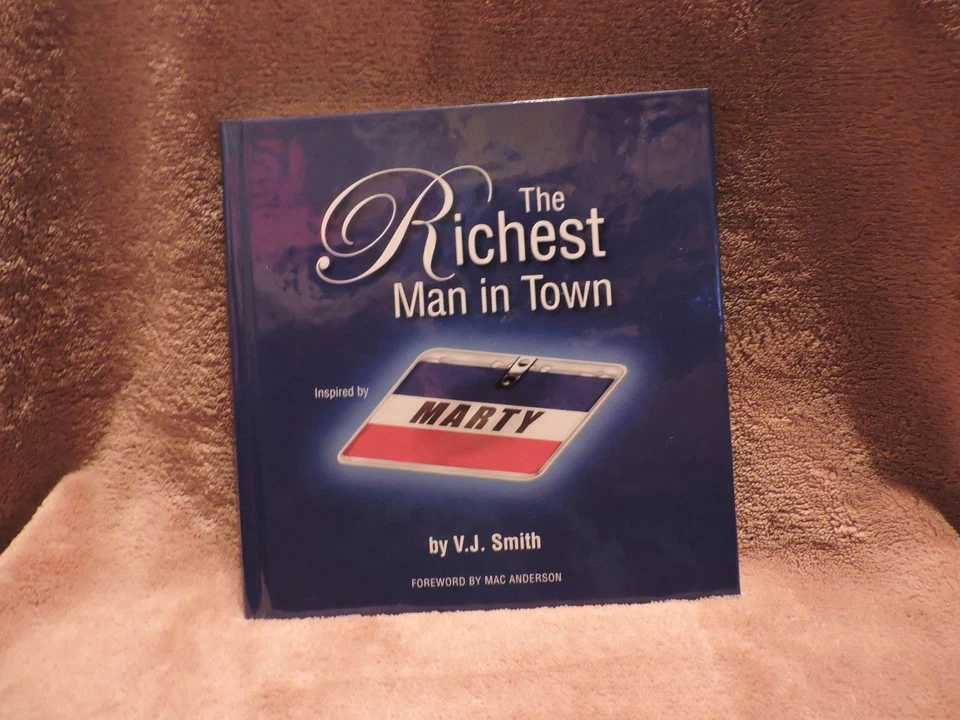 The
Richest
Man in Town
Inspired by
MARTY
by V.J. Smith
FOREWORD BY MAC ANDERSON